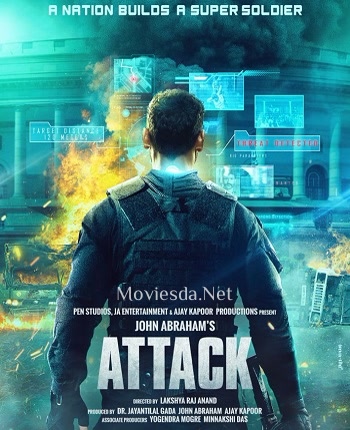 A NATION BUILDS A SUPER SOLDIER
TARGET DISTANCE
120 METERS
Moviesda.Net
PEN STUDIOS, JA ENTERTAINMENT & AJAY KAPOOR PRODUCTIONS PRESENT
JOHN ABRAHAM'S
ATTACK
DIRECTED BY LAKSHYA RAJ ANAND
PRODUCED BY DR. JAYANTILAL GADA JOHN ABRAHAM AJAY KAPOOR
ASSOCIATE PRODUCERS YOGENDRA MOGRE MINNAKSHI DAS